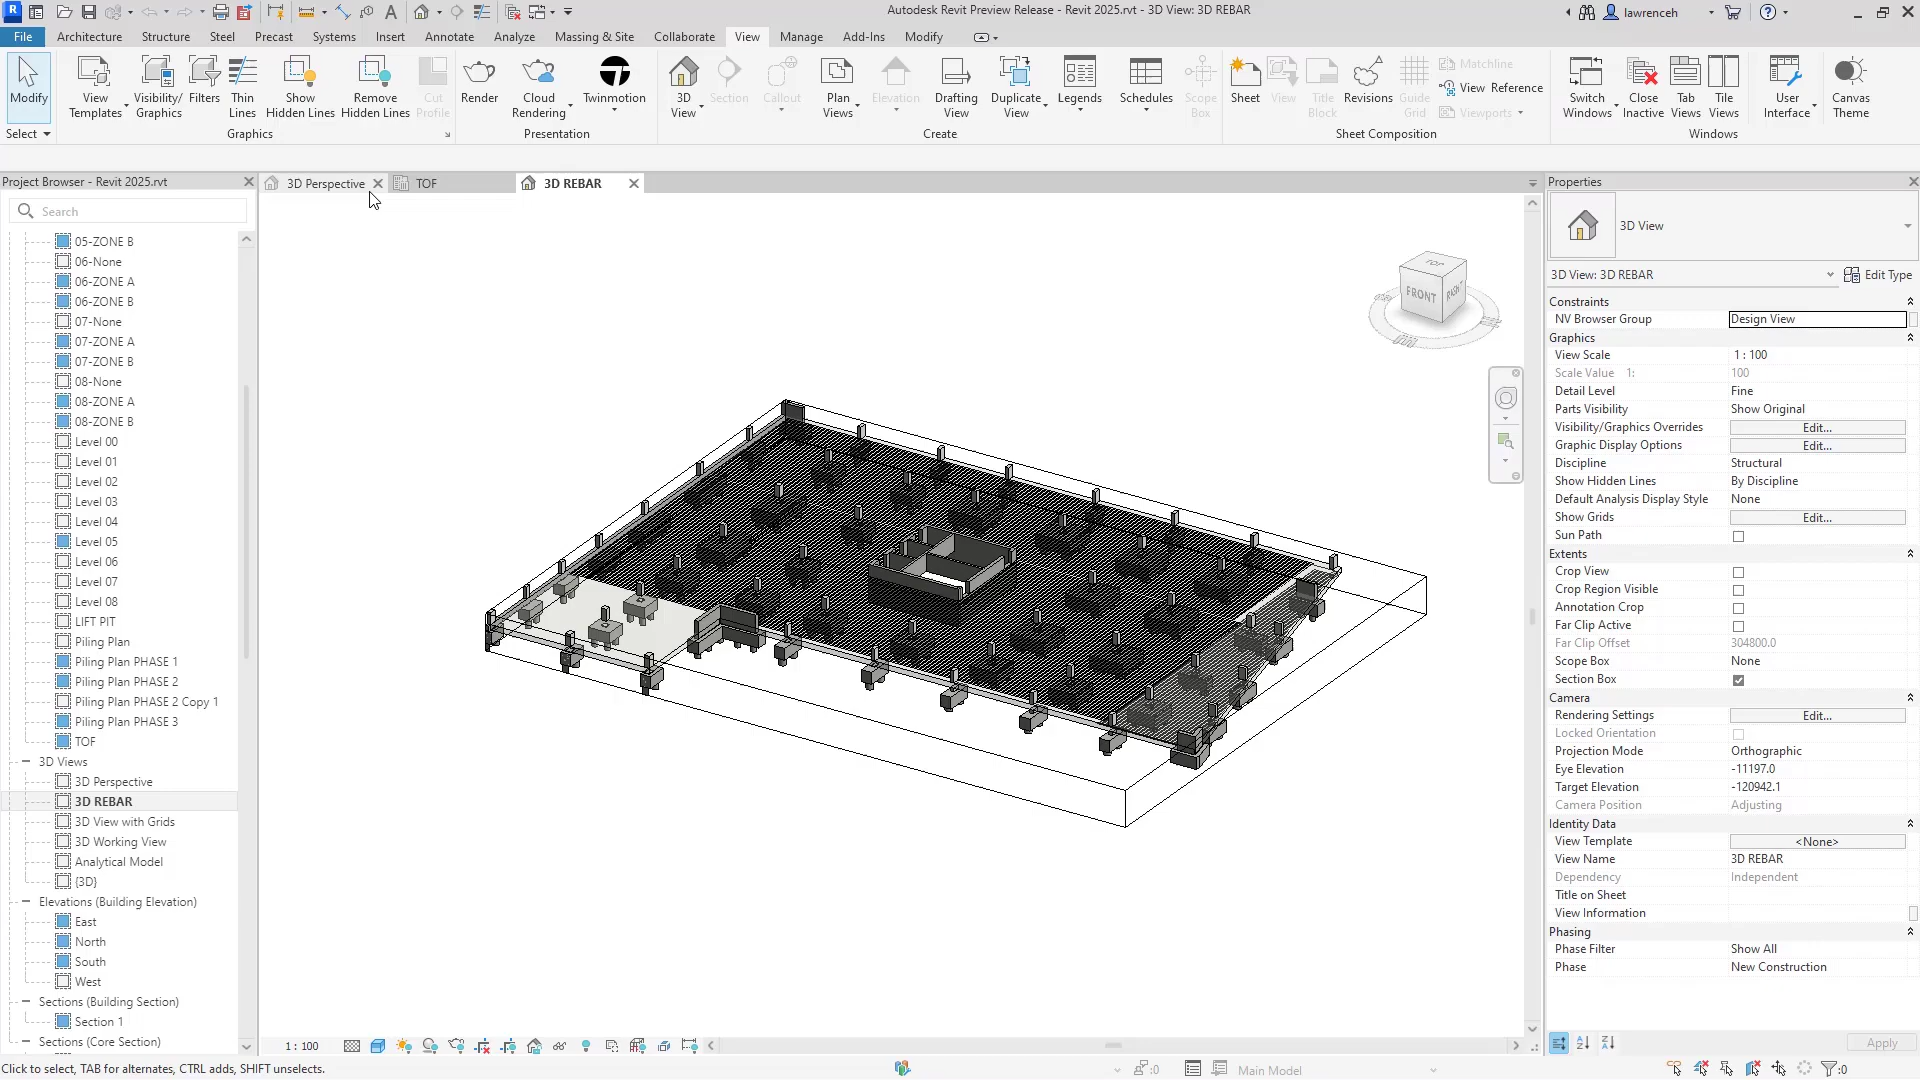 Autodesk Revit Preview Release - Revit 2025.rvt - 3D View: 3D REBAR
lawrenceh
File Architecture Structure Steel Precast Systems Insert Annotate Analyze Massing & Site Collaborate View Manage Add-Ins Modify
Modify
View Templates
Visibility/ Graphics
Filters
Thin Lines
Show Hidden Lines
Remove Hidden Lines
Cut Profile
Render
Cloud Rendering
Twinmotion
3D View
Section
Callout
Plan Views
Elevation
Drafting View
Duplicate View
Legends
Schedules
Scope Box
Sheet
View
Title Block
Revisions
Guide Grid
Matchline
View Reference
Viewports
Switch Windows
Close Inactive
Tab Views
Tile Views
User Interface
Canvas Theme
Select
Graphics
Presentation
Create
Sheet Composition
Windows
Project Browser - Revit 2025.rvt
Search
05-ZONE B
06-None
06-ZONE A
06-ZONE B
07-None
07-ZONE A
07-ZONE B
08-None
08-ZONE A
08-ZONE B
Level 00
Level 01
Level 02
Level 03
Level 04
Level 05
Level 06
Level 07
Level 08
LIFT PIT
Piling Plan
Piling Plan PHASE 1
Piling Plan PHASE 2
Piling Plan PHASE 2 Copy 1
Piling Plan PHASE 3
TOF
3D Views
3D Perspective
3D REBAR
3D View with Grids
3D Working View
Analytical Model
{3D}
Elevations (Building Elevation)
East
North
South
West
Sections (Building Section)
Section 1
Sections (Core Section)
3D Perspective
TOF
3D REBAR
TOP
FRONT
RIGHT
1 : 100
Properties
3D View
3D View: 3D REBAR
Edit Type
Constraints
NV Browser Group Design View
Graphics
View Scale 1 : 100
Scale Value 1: 100
Detail Level Fine
Parts Visibility Show Original
Visibility/Graphics Overrides Edit...
Graphic Display Options Edit...
Discipline Structural
Show Hidden Lines By Discipline
Default Analysis Display Style None
Show Grids Edit...
Sun Path
Extents
Crop View
Crop Region Visible
Annotation Crop
Far Clip Active
Far Clip Offset 304800.0
Scope Box None
Section Box
Camera
Rendering Settings Edit...
Locked Orientation
Projection Mode Orthographic
Eye Elevation -11197.0
Target Elevation -120942.1
Camera Position Adjusting
Identity Data
View Template <None>
View Name 3D REBAR
Dependency Independent
Title on Sheet
View Information
Phasing
Phase Filter Show All
Phase New Construction
Apply
Click to select, TAB for alternates, CTRL adds, SHIFT unselects.
:0
Main Model
:0